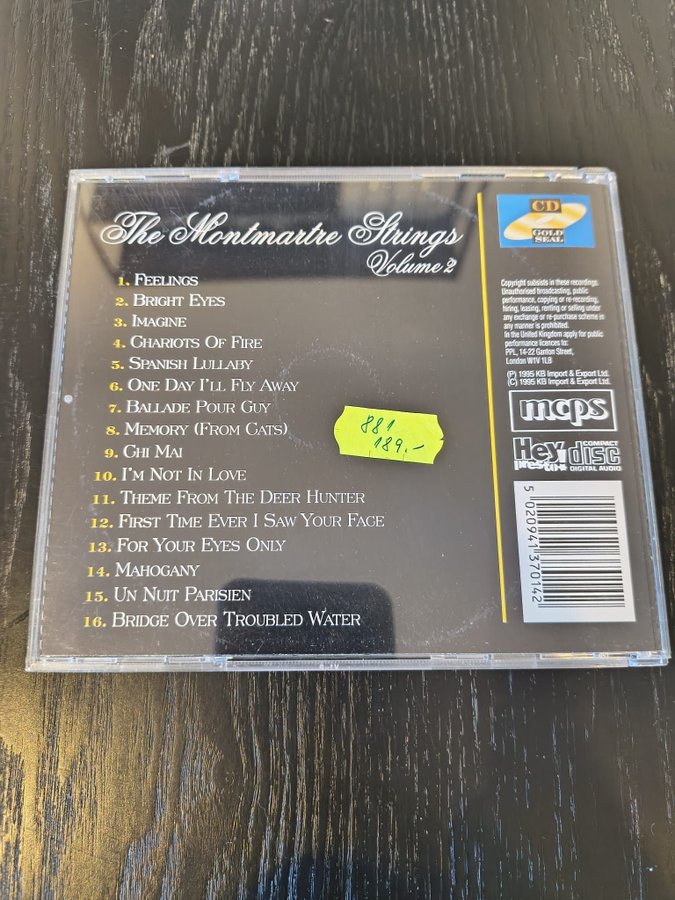 The Montmartre Strings
Volume 2
1. Feelings
2. Bright Eyes
3. Imagine
4. Chariots Of Fire
5. Spanish Lullaby
6. One Day I'll Fly Away
7. Ballade Pour Guy
8. Memory (From Cats)
9. Chi Mai
10. I'm Not In Love
11. Theme From The Deer Hunter
12. First Time Ever I Saw Your Face
13. For Your Eyes Only
14. Mahogany
15. Un Nuit Parisien
16. Bridge Over Troubled Water
881
189.-
CD
GOLD
SEAL
Copyright subsists in these recordings.
Unauthorised broadcasting, public
performance, copying or re-recording,
hiring, leasing, renting or selling under
any exchange or re-purchase scheme in
any manner is prohibited.
In the United Kingdom apply for public
performance licences to:
PPL, 14-22 Ganton Street,
London W1V 1LB
(P) 1995 KB Import & Export Ltd.
(C) 1995 KB Import & Export Ltd.
mcps
Hey!
presto!
COMPACT
disc
DIGITAL AUDIO
5 020941 370142